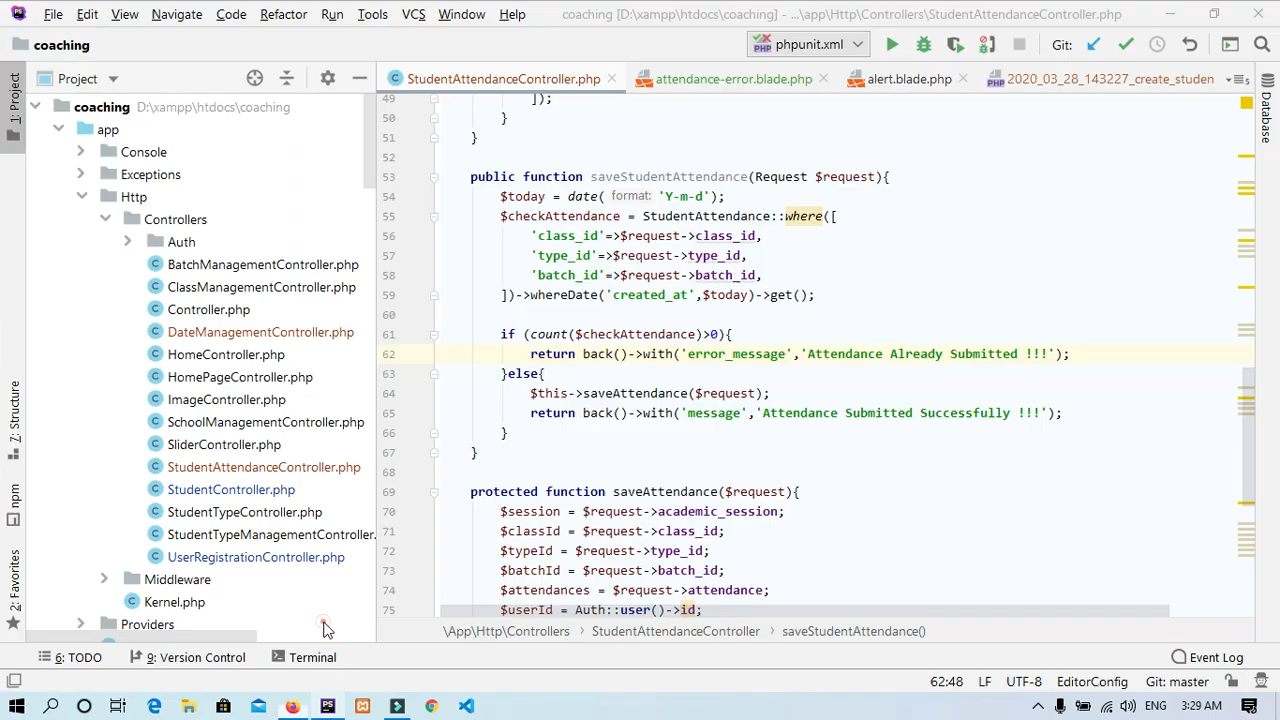 File Edit View Navigate Code Refactor Run Tools VCS Window Help coaching [D:\xampp\htdocs\coaching] - ...\app\Http\Controllers\StudentAttendanceController.php
coaching phpunit.xml Git:
Project StudentAttendanceController.php attendance-error.blade.php alert.blade.php 2020_03_28_143227_create_studen
1: Project
Z: Structure
npm
2: Favorites
Database
coaching D:\xampp\htdocs\coaching
app
Console
Exceptions
Http
Controllers
Auth
BatchManagementController.php
ClassManagementController.php
Controller.php
DateManagementController.php
HomeController.php
HomePageController.php
ImageController.php
SchoolManagementController.php
SliderController.php
StudentAttendanceController.php
StudentController.php
StudentTypeController.php
StudentTypeManagementController.
UserRegistrationController.php
Middleware
Kernel.php
Providers
49 ]);
50 }
51 }
52
53 public function saveStudentAttendance(Request $request){
54 $today = date( format: 'Y-m-d');
55 $checkAttendance = StudentAttendance::where([
56 'class_id'=>$request->class_id,
57 'type_id'=>$request->type_id,
58 'batch_id'=>$request->batch_id,
59 ])->whereDate('created_at',$today)->get();
60
61 if (count($checkAttendance)>0){
62 return back()->with('error_message','Attendance Already Submitted !!!');
63 }else{
64 $this->saveAttendance($request);
65 return back()->with('message','Attendance Submitted Successfully !!!');
66 }
67 }
68
69 protected function saveAttendance($request){
70 $session = $request->academic_session;
71 $classId = $request->class_id;
72 $typeId = $request->type_id;
73 $batchId = $request->batch_id;
74 $attendances = $request->attendance;
75 $userId = Auth::user()->id;
\App\Http\Controllers › StudentAttendanceController › saveStudentAttendance()
6: TODO 9: Version Control Terminal Event Log
62:48 LF UTF-8 EditorConfig Git: master
ENG 3:29 AM